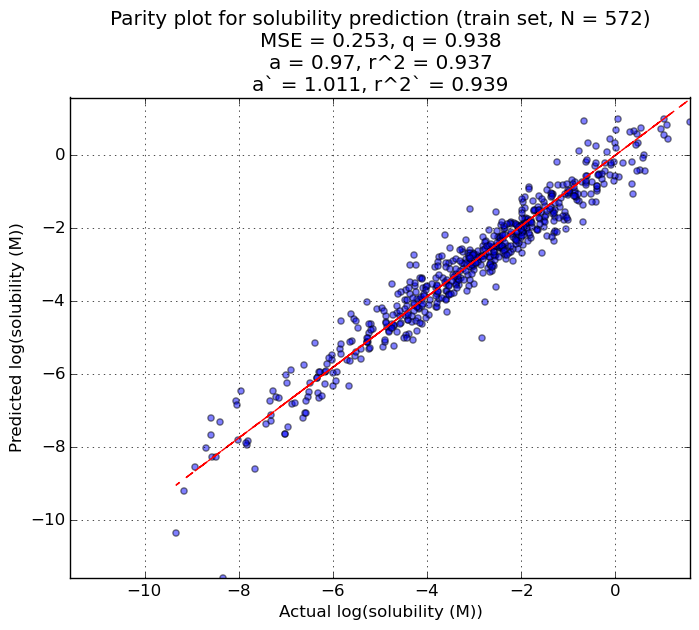 Parity plot for solubility prediction (train set, N = 572)
MSE = 0.253, q = 0.938
a = 0.97, r^2 = 0.937
a` = 1.011, r^2` = 0.939
Predicted log(solubility (M))
0
−2
−4
−6
−8
−10
−10
−8
−6
−4
−2
0
Actual log(solubility (M))